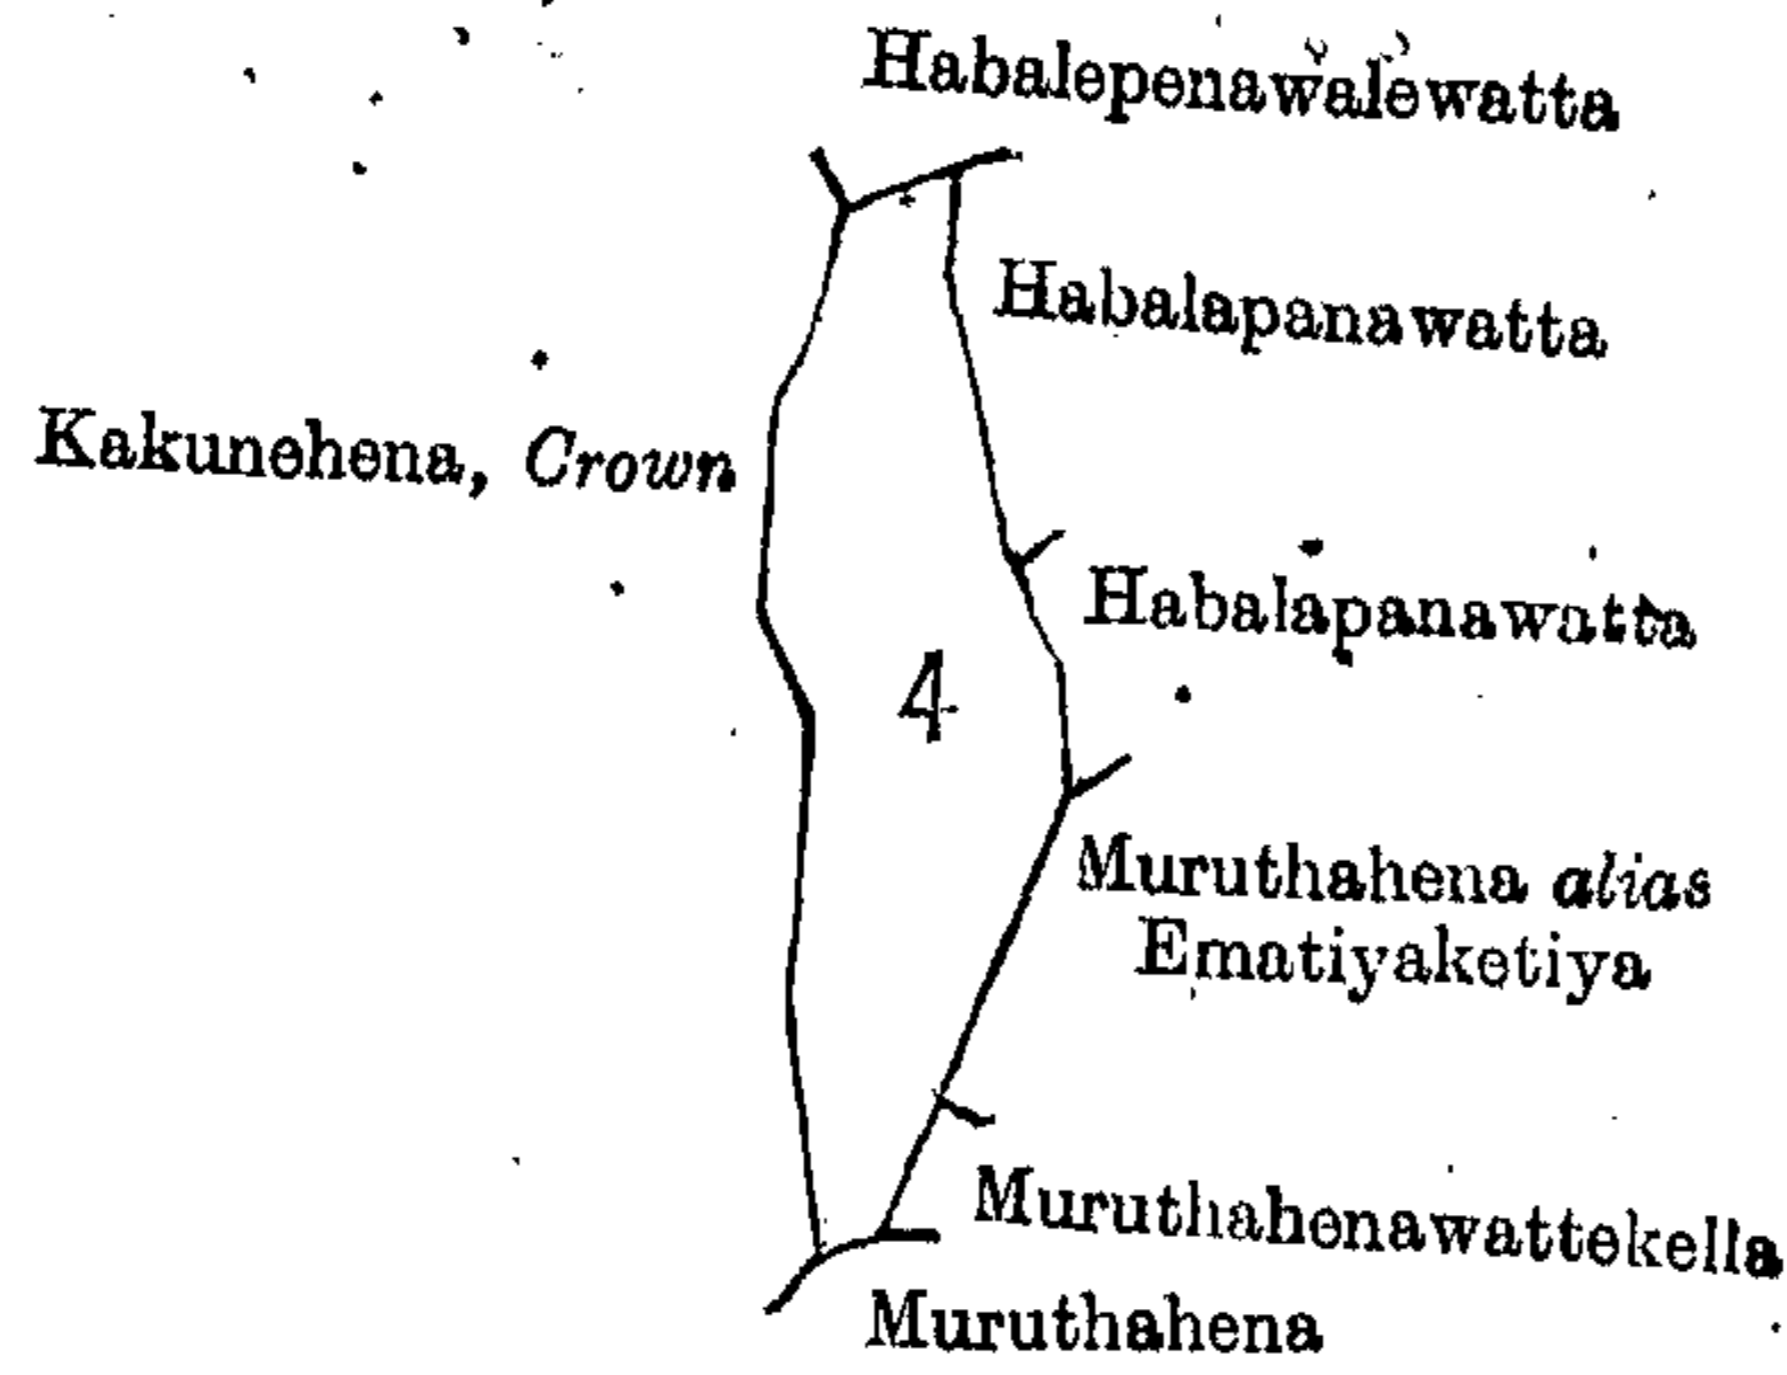 Habalepenawalewatta
Habalapanawatta
Kakunehena, Crown
Habalapanawatta
4
Muruthahena alias
Ematiyaketiya
Muruthahenawattekella
Muruthahena